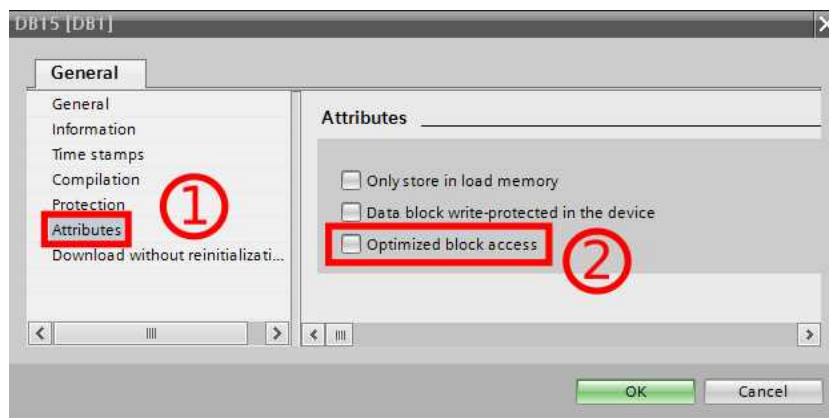 DB15 [DB1]
General
General
Information
Time stamps
Compilation
Protection
Attributes
Download without reinitializati...
1
Attributes
Only store in load memory
Data block write-protected in the device
Optimized block access
2
OK
Cancel